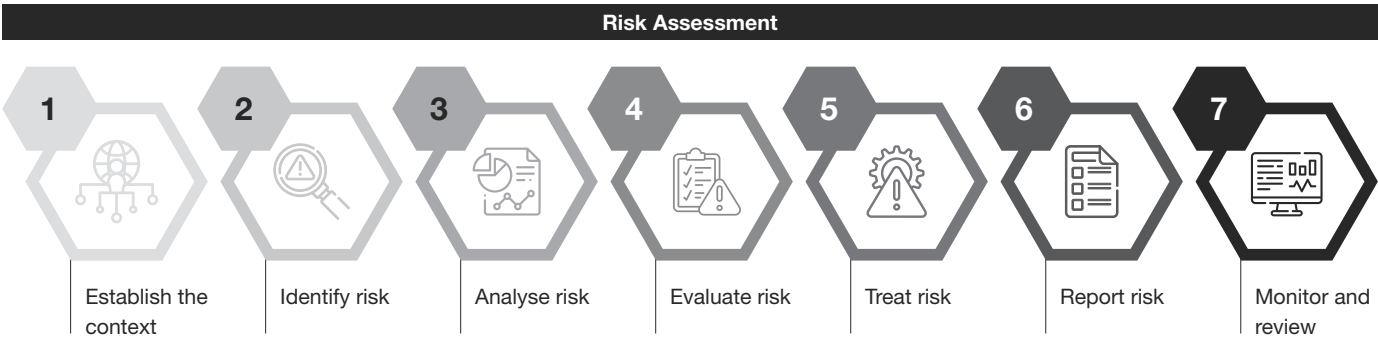 Risk Assessment
1
2
3
4
5
6
7
Establish the
context
Identify risk
Analyse risk
Evaluate risk
Treat risk
Report risk
Monitor and
review